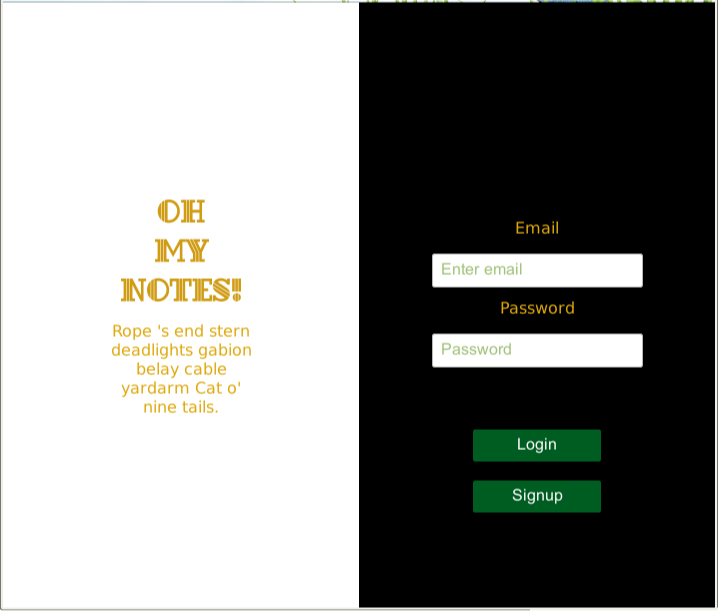 OH
MY
NOTES!
Rope 's end stern
deadlights gabion
belay cable
yardarm Cat o'
nine tails.
Email
Enter email
Password
Password
Login
Signup